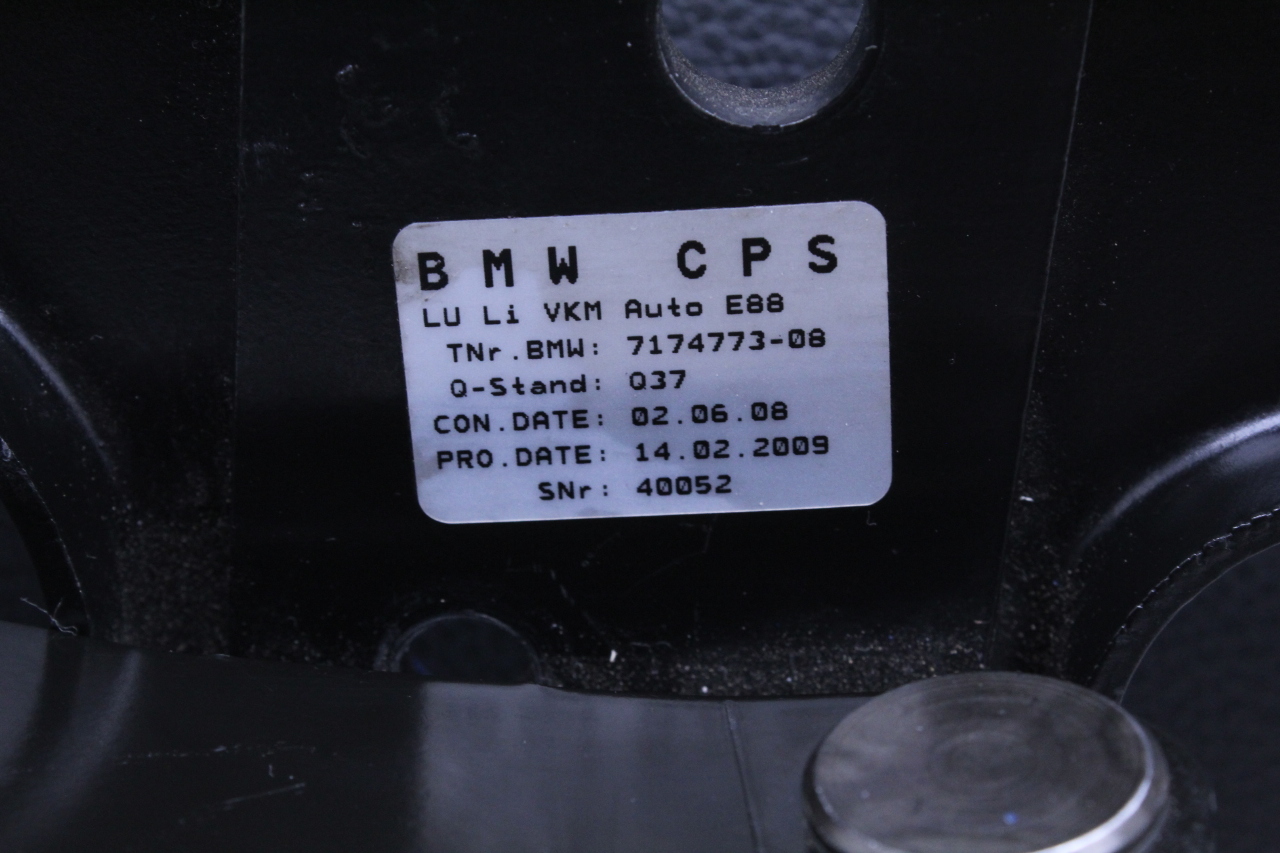 BMW CPS
LU Li VKM Auto E88
TNr.BMW: 7174773-08
Q-Stand: Q37
CON.DATE: 02.06.08
PRO.DATE: 14.02.2009
SNr: 40052